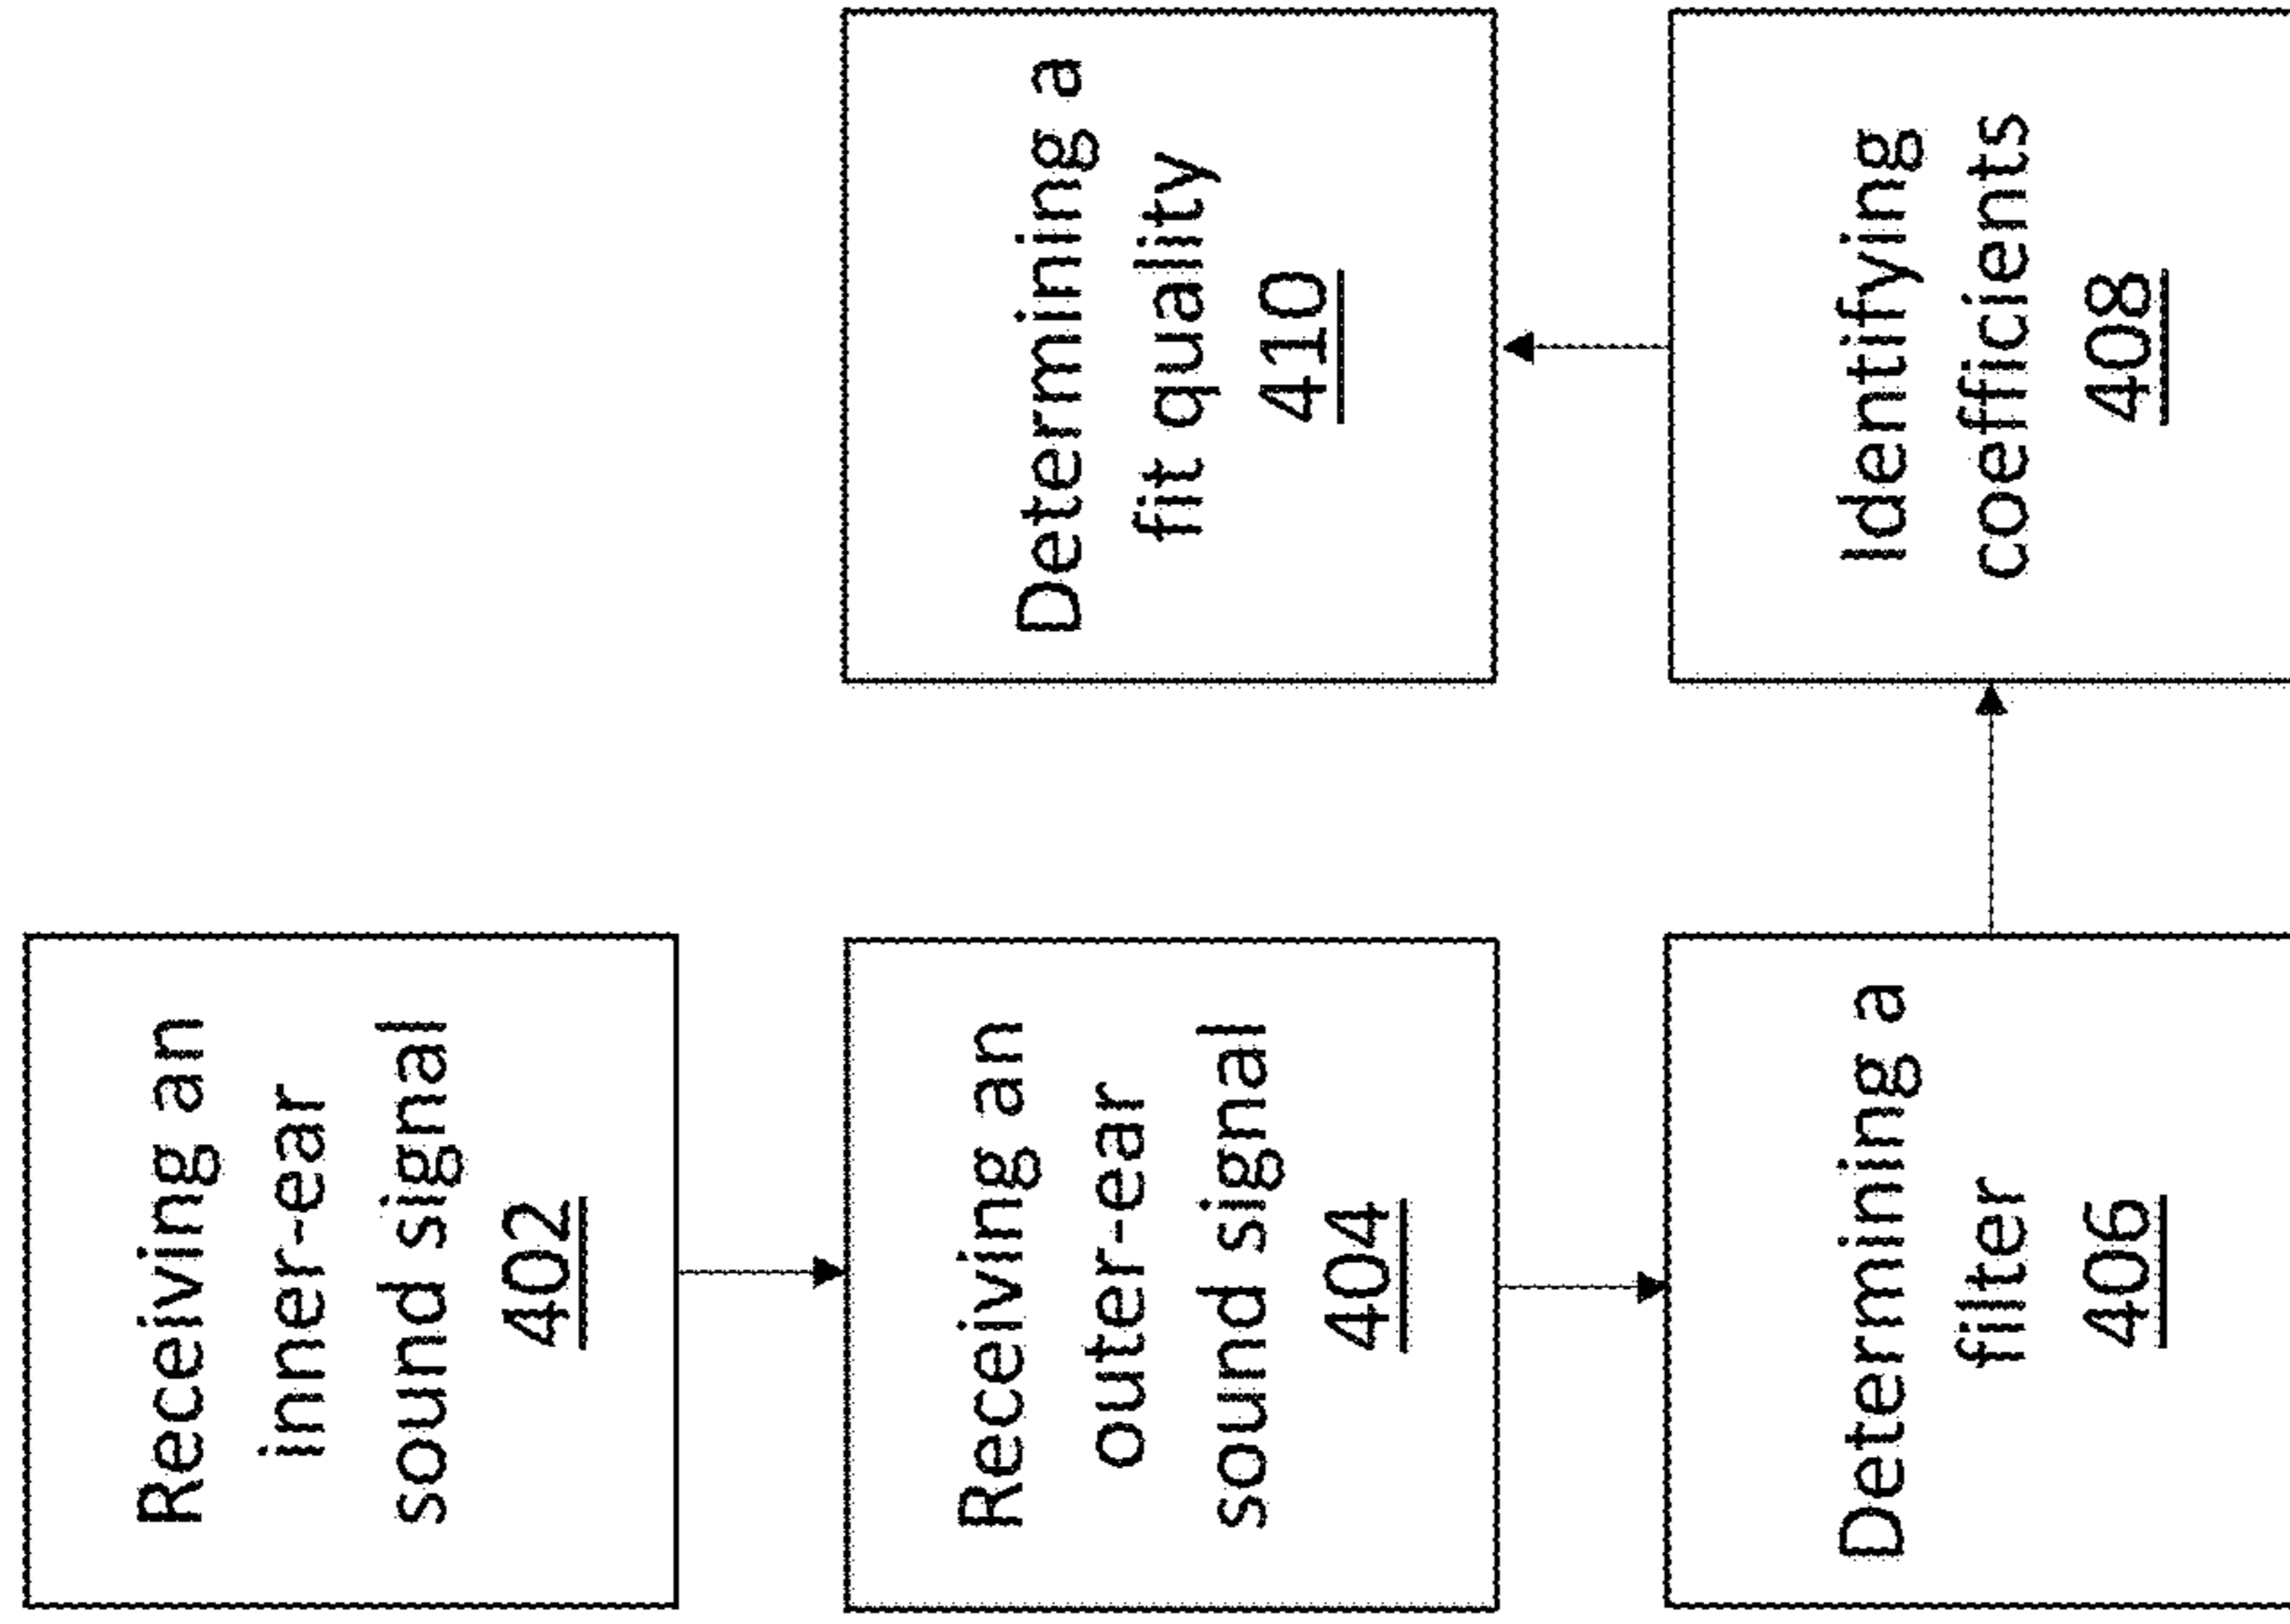 Receiving an
inner-ear
sound signal
402
Receiving an
outer-ear
sound signal
404
Determining a
filter
406
Identifying
coefficients
408
Determining a
fit quality
410